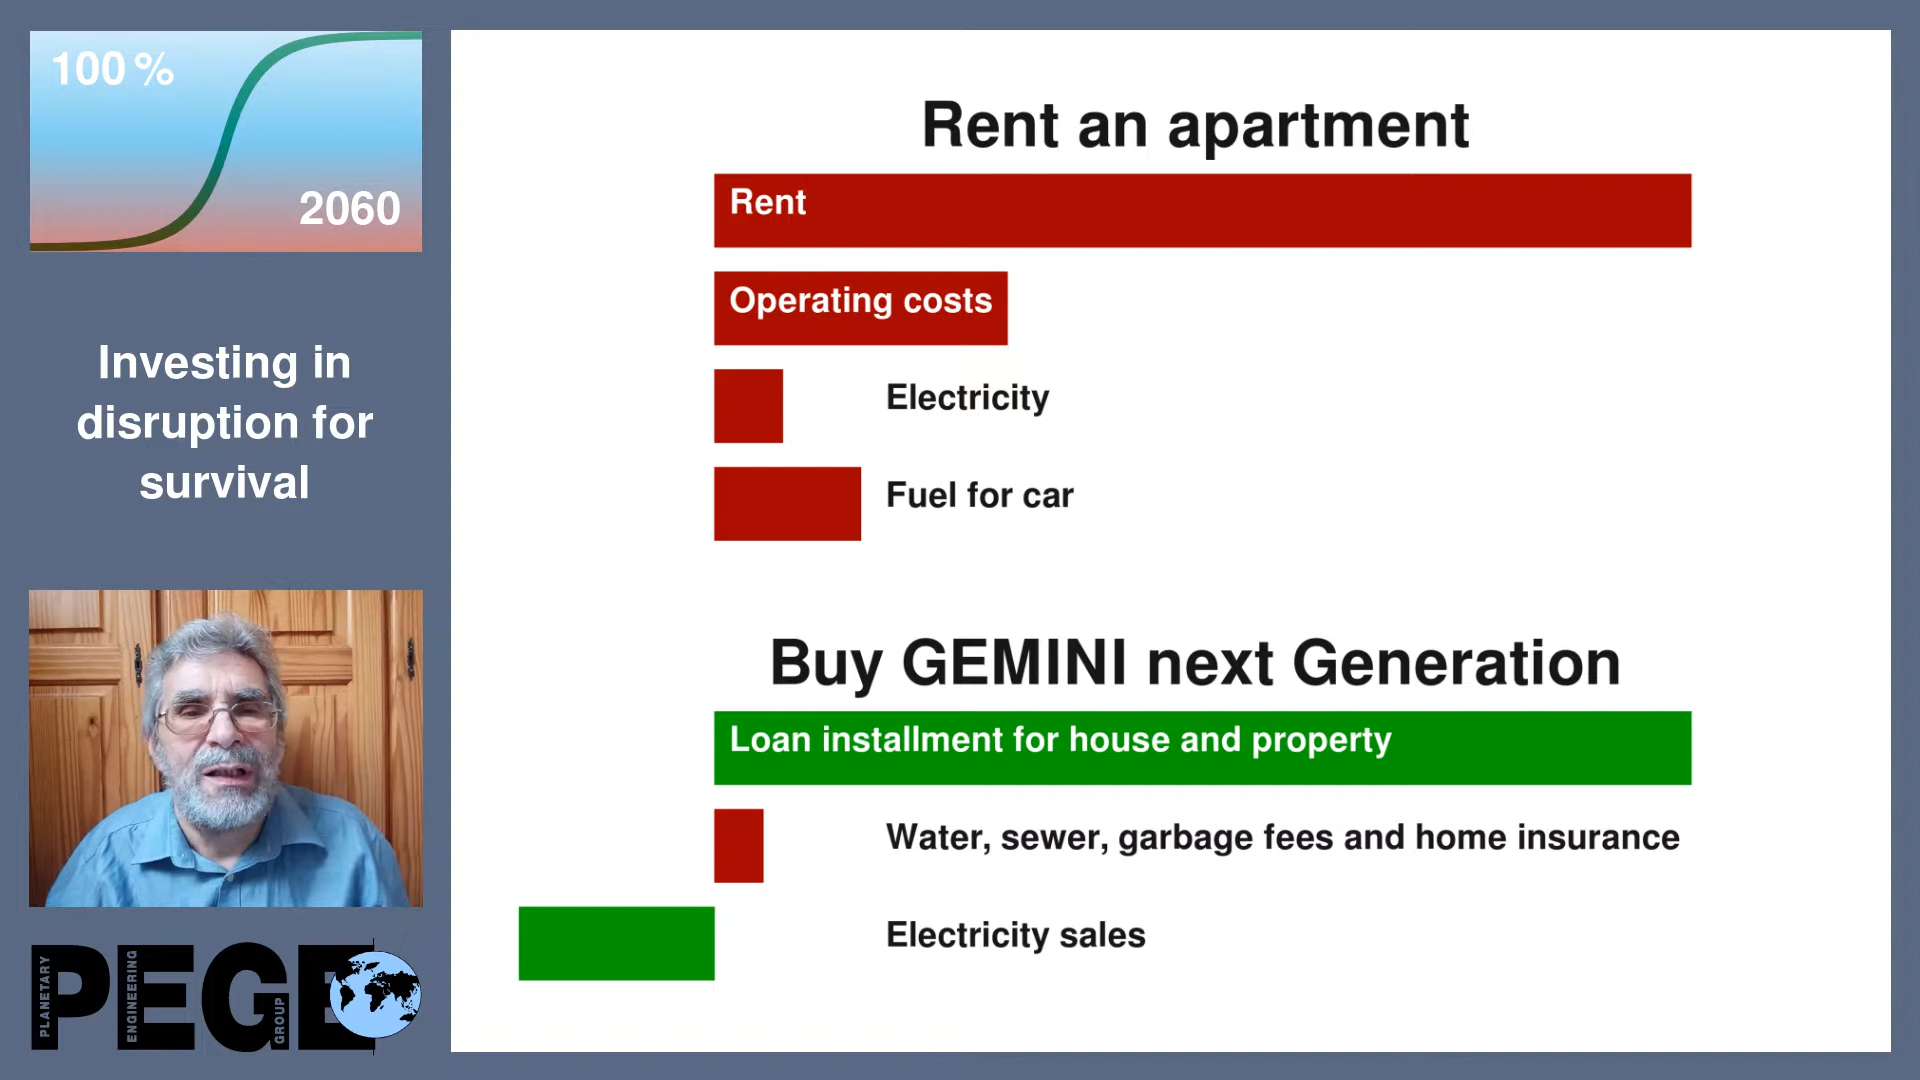 100 %
2060
Investing in
disruption for
survival
PEGE
PLANETARY
ENGINEERING
GROUP
Rent an apartment
Rent
Operating costs
Electricity
Fuel for car
Buy GEMINI next Generation
Loan installment for house and property
Water, sewer, garbage fees and home insurance
Electricity sales